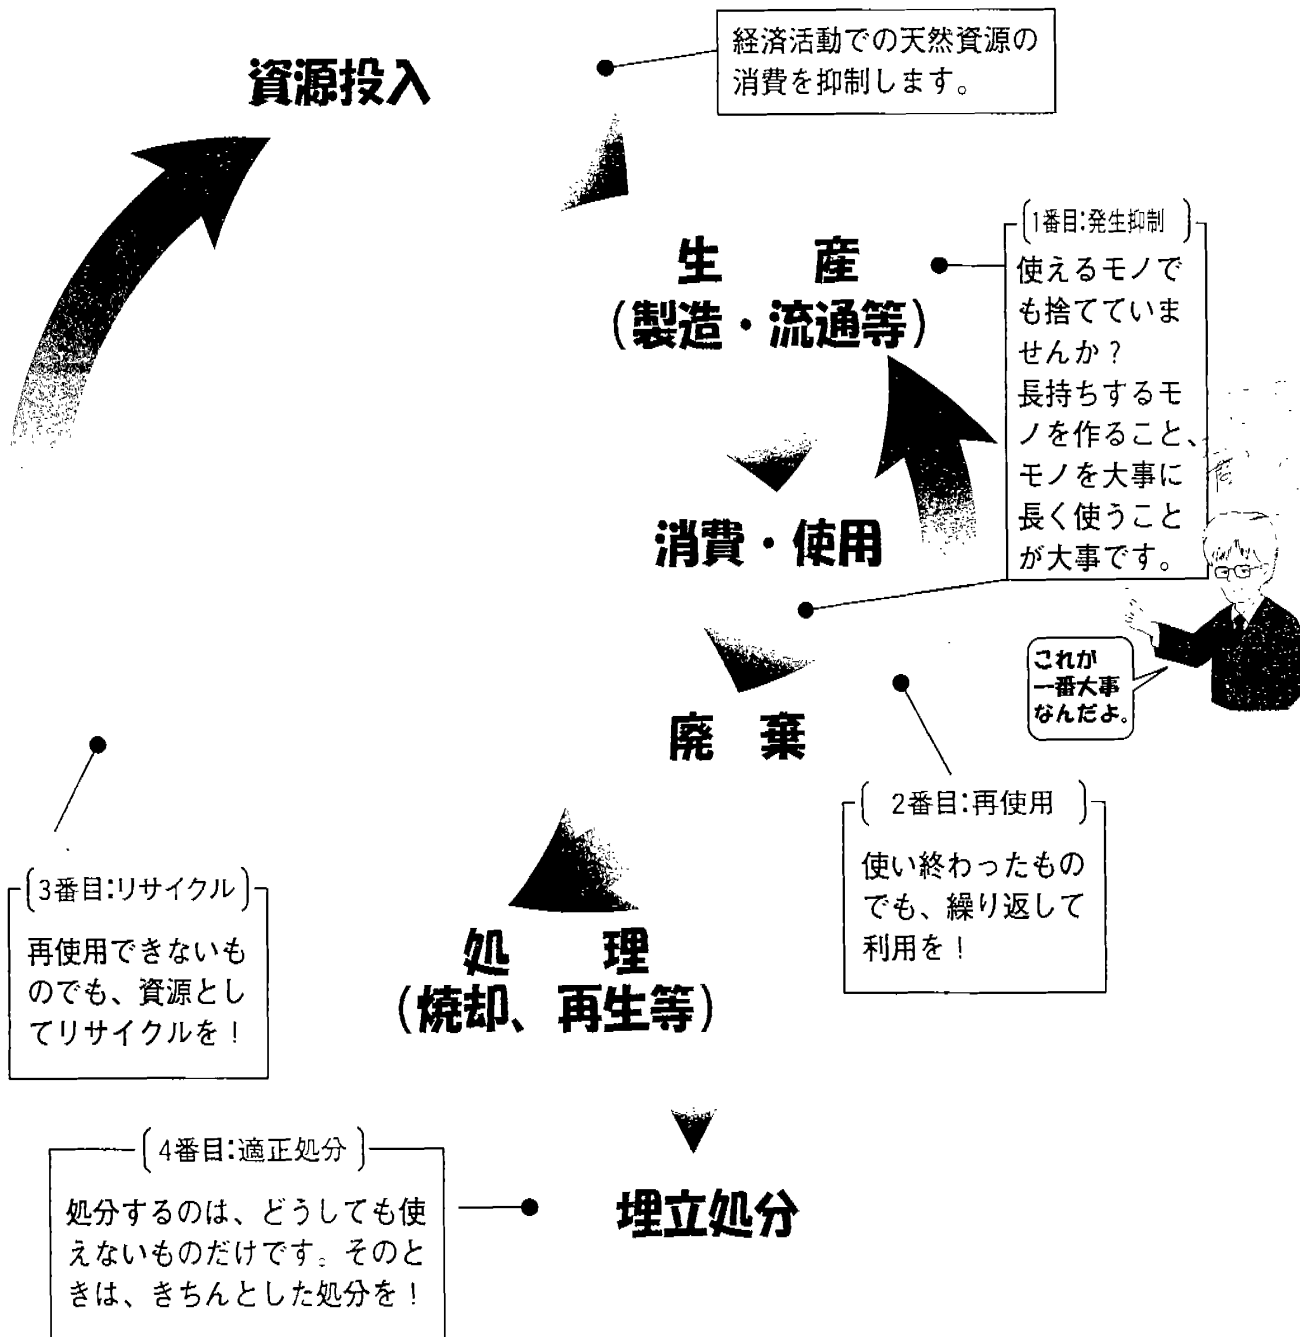 資源投入
経済活動での天然資源の
消費を抑制します。
生　産
(製造・流通等)
1番目:発生抑制
使えるモノで
も捨てていま
せんか？
長持ちするモ
ノを作ること、
モノを大事に
長く使うこと
が大事です。
消費・使用
これが
一番大事
なんだよ。
廃　棄
2番目:再使用
使い終わったもの
でも、繰り返して
利用を！
3番目:リサイクル
再使用できないも
のでも、資源とし
てリサイクルを！
処　理
(焼却、再生等)
4番目:適正処分
処分するのは、どうしても使
えないものだけです。そのと
きは、きちんとした処分を！
埋立処分